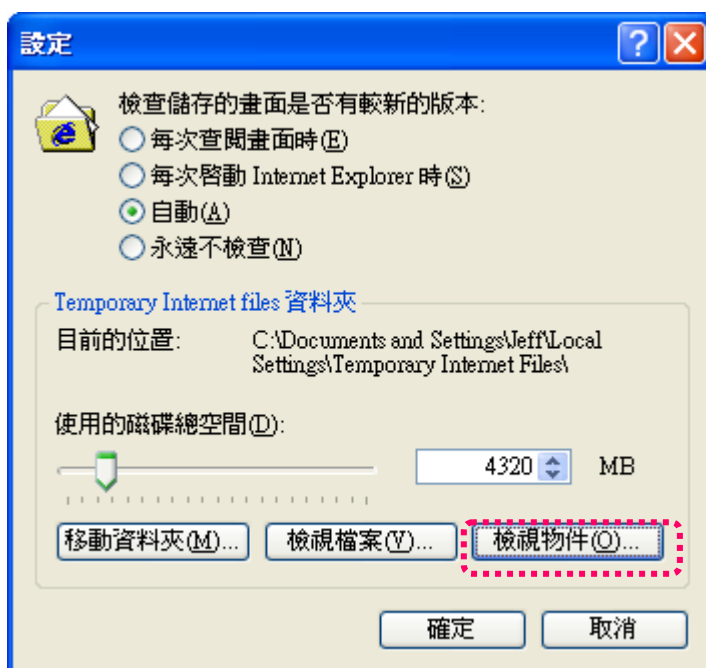 設定
檢查儲存的畫面是否有較新的版本:
每次查閱畫面時(E)
每次啓動 Internet Explorer 時(S)
自動(A)
永遠不檢查(N)
Temporary Internet files 資料夾
目前的位置: C:\Documents and Settings\Jeff\Local
Settings\Temporary Internet Files\
使用的磁碟總空間(D):
4320 MB
移動資料夾(M)... 檢視檔案(V)... 檢視物件(O)...
確定 取消